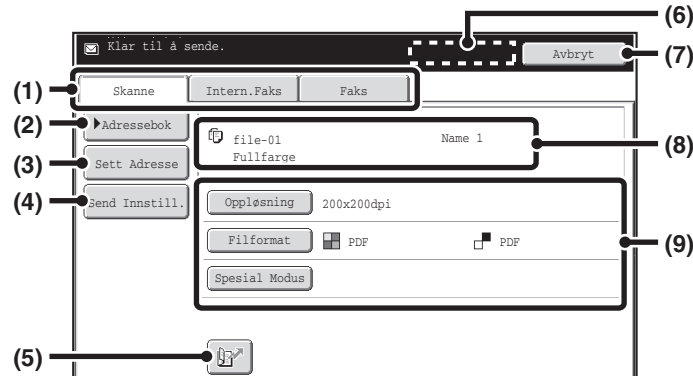 (6)
Klar til å sende.
Avbryt
(7)
(1)
Skanne
Intern.Faks
Faks
(2)
Adressebok
file-01
Name 1
(8)
Fullfarge
(3)
Sett Adresse
(4)
Send Innstill.
Oppløsning
200x200dpi
Filformat
PDF
PDF
(9)
Spesial Modus
(5)